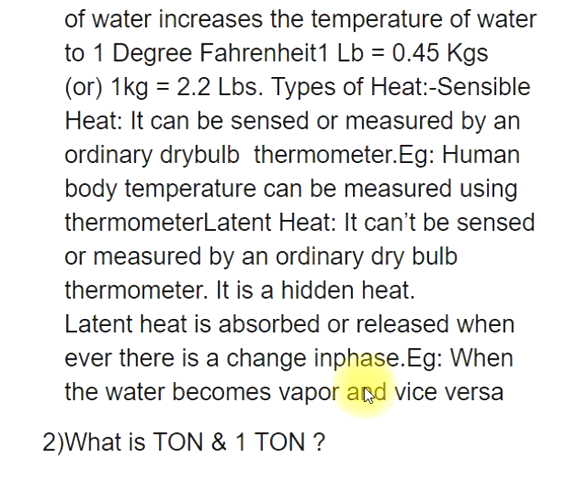 of water increases the temperature of water
to 1 Degree Fahrenheit1 Lb = 0.45 Kgs
(or) 1kg = 2.2 Lbs. Types of Heat:-Sensible
Heat: It can be sensed or measured by an
ordinary drybulb  thermometer.Eg: Human
body temperature can be measured using
thermometerLatent Heat: It can't be sensed
or measured by an ordinary dry bulb
thermometer. It is a hidden heat.
Latent heat is absorbed or released when
ever there is a change inphase.Eg: When
the water becomes vapor and vice versa
2)What is TON & 1 TON ?